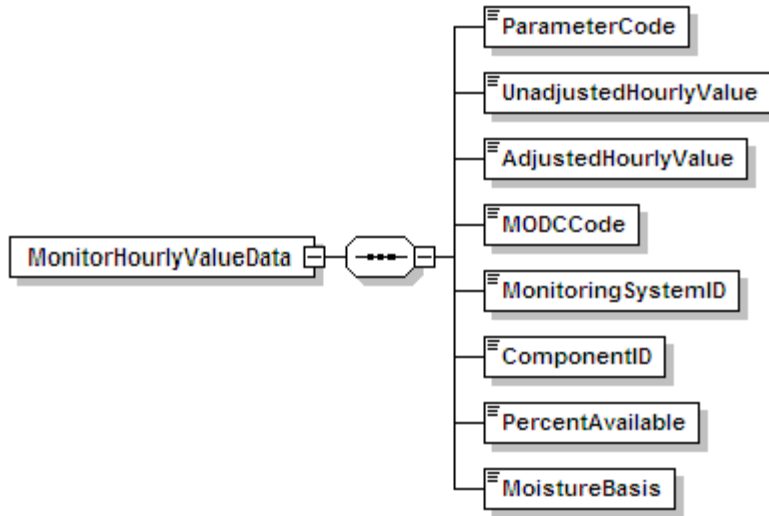 ParameterCode
UnadjustedHourlyValue
AdjustedHourlyValue
MODCCode
MonitorHourlyValueData
MonitoringSystemID
ComponentID
PercentAvailable
MoistureBasis